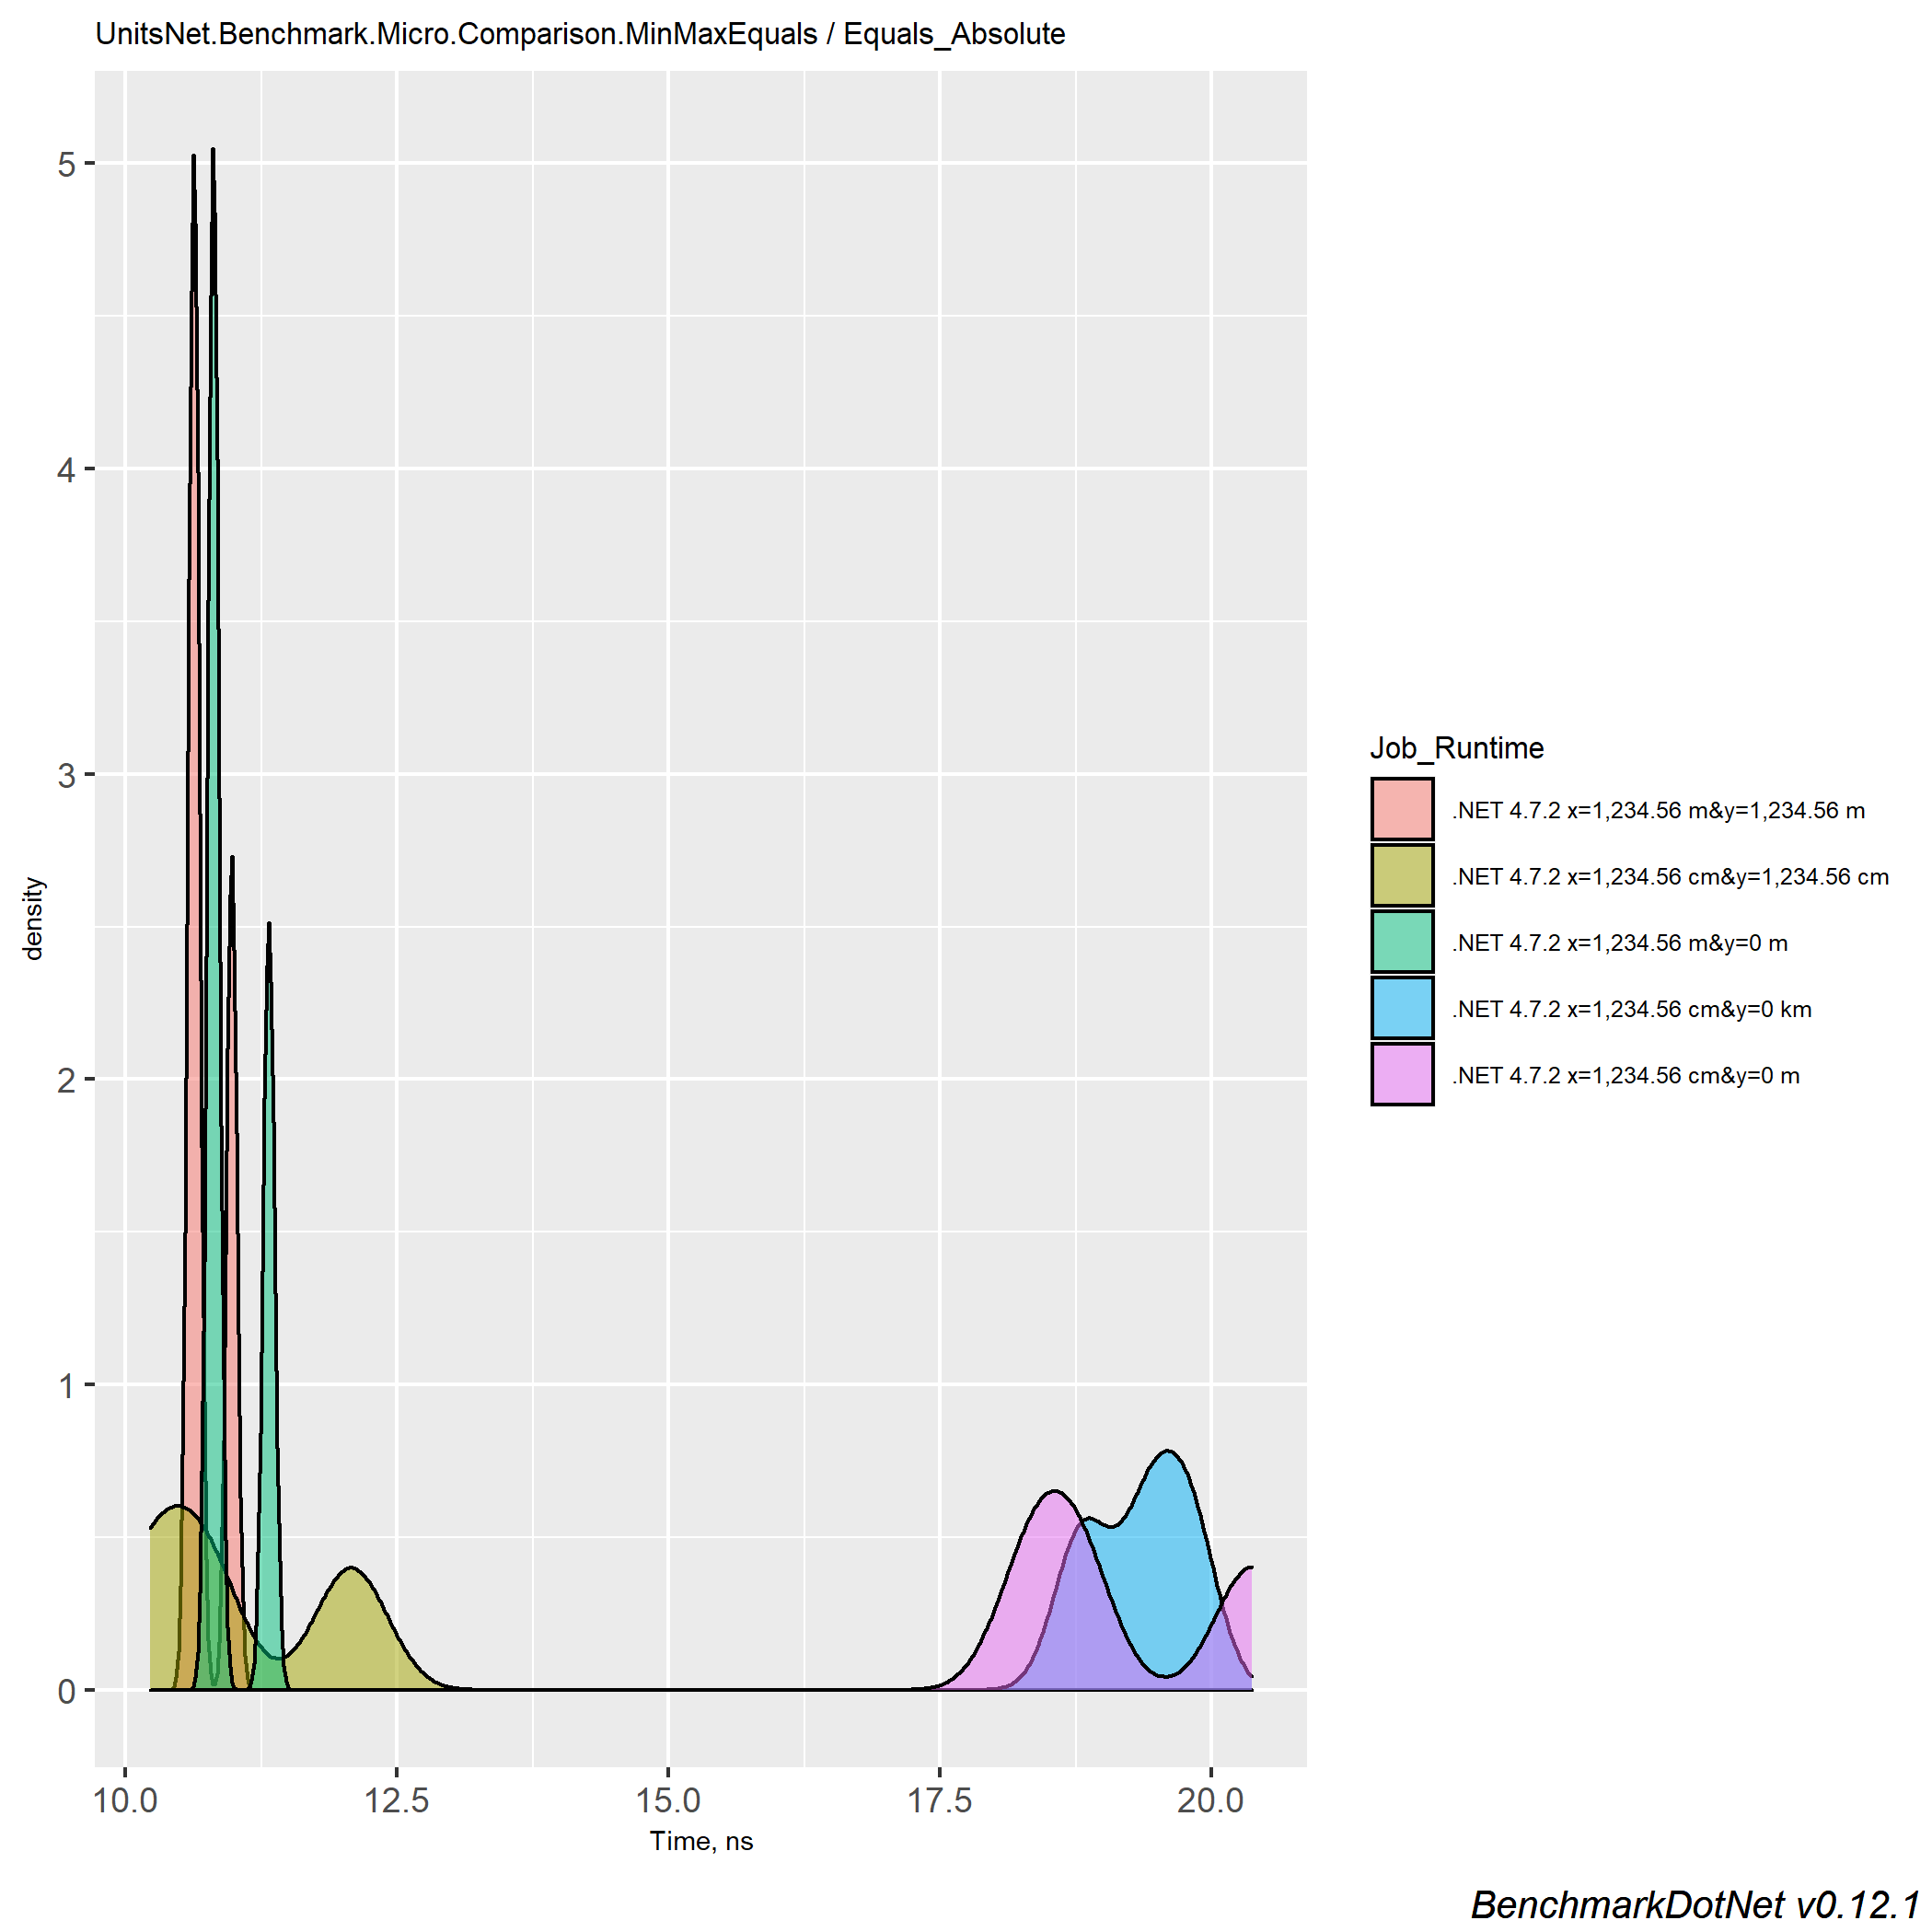 UnitsNet.Benchmark.Micro.Comparison.MinMaxEquals / Equals_Absolute
5
4
3
2
1
0
density
10.0 12.5 15.0 17.5 20.0
Time, ns
Job_Runtime
.NET 4.7.2 x=1,234.56 m&y=1,234.56 m
.NET 4.7.2 x=1,234.56 cm&y=1,234.56 cm
.NET 4.7.2 x=1,234.56 m&y=0 m
.NET 4.7.2 x=1,234.56 cm&y=0 km
.NET 4.7.2 x=1,234.56 cm&y=0 m
BenchmarkDotNet v0.12.1